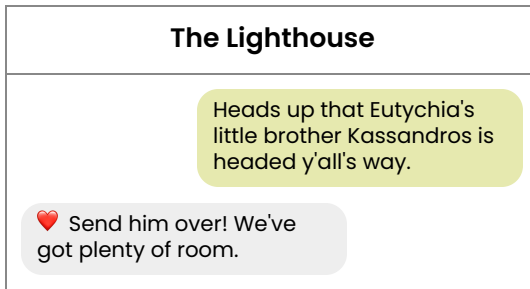 The Lighthouse
Heads up that Eutychia's
little brother Kassandros is
headed y'all's way.
❤️ Send him over! We've
got plenty of room.